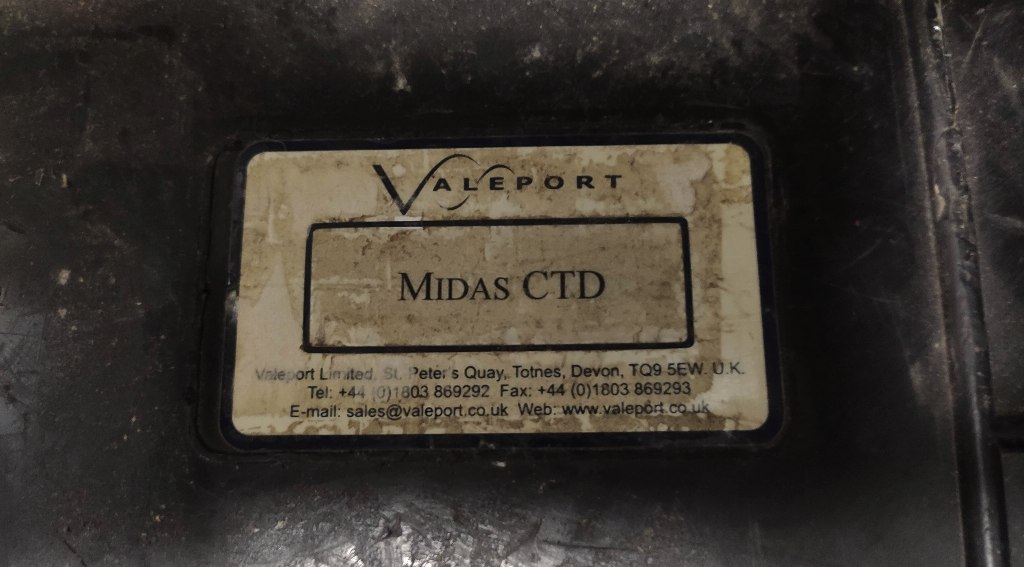 VALEPORT
MIDAS CTD
Valeport Limited, St. Peter's Quay, Totnes, Devon, TQ9 5EW. U.K.
Tel: +44 (0)1803 869292 Fax: +44 (0)1803 869293
E-mail: sales@valeport.co.uk Web: www.valeport.co.uk